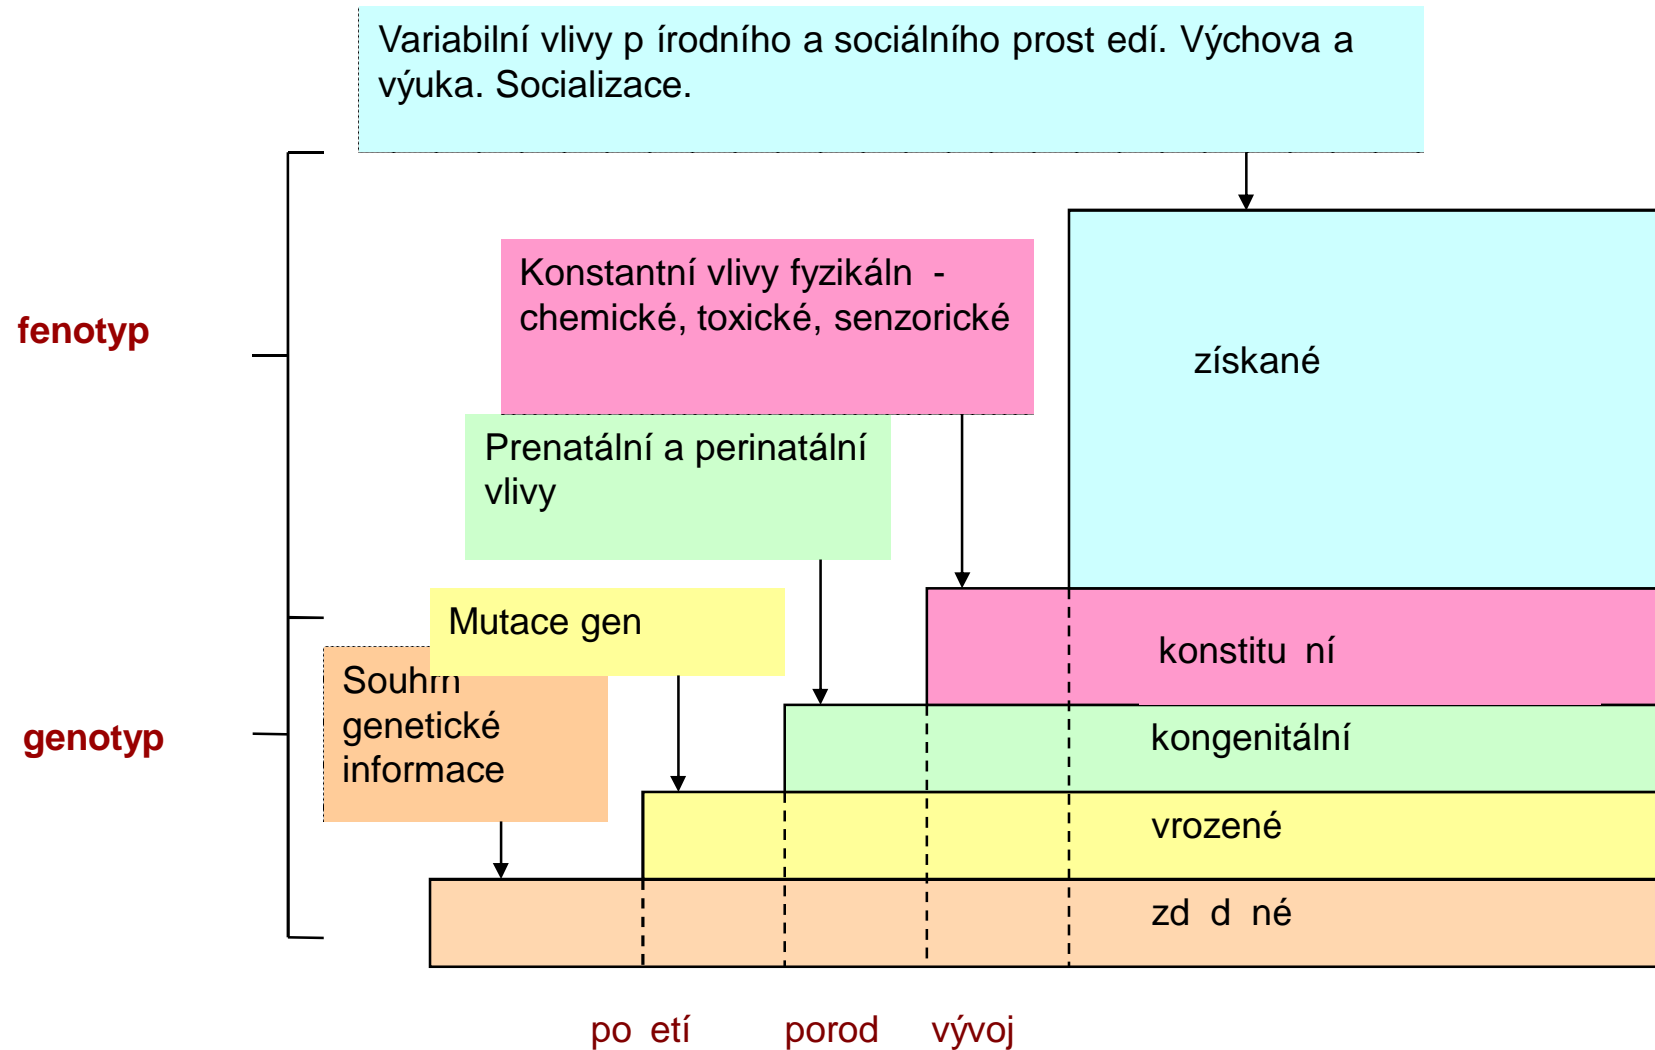 Variabilní vlivy p írodního a sociálního prost edí. Výchova a
výuka. Socializace.
Konstantní vlivy fyzikáln -
chemické, toxické, senzorické
fenotyp
získané
Prenatální a perinatální
vlivy
Mutace gen
konstitu ní
Souhrn
genetické
informace
genotyp
kongenitální
vrozené
zd d né
po etí porod vývoj